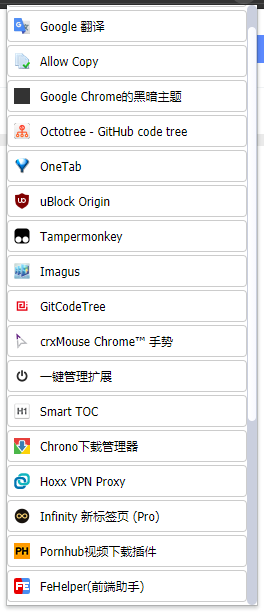 Google 翻译
Allow Copy
Google Chrome的黑暗主题
Octotree - GitHub code tree
OneTab
uBlock Origin
Tampermonkey
Imagus
GitCodeTree
crxMouse Chrome™ 手势
一键管理扩展
H1 Smart TOC
Chrono下载管理器
Hoxx VPN Proxy
Infinity 新标签页 (Pro)
PH Pornhub视频下载插件
FE FeHelper(前端助手)